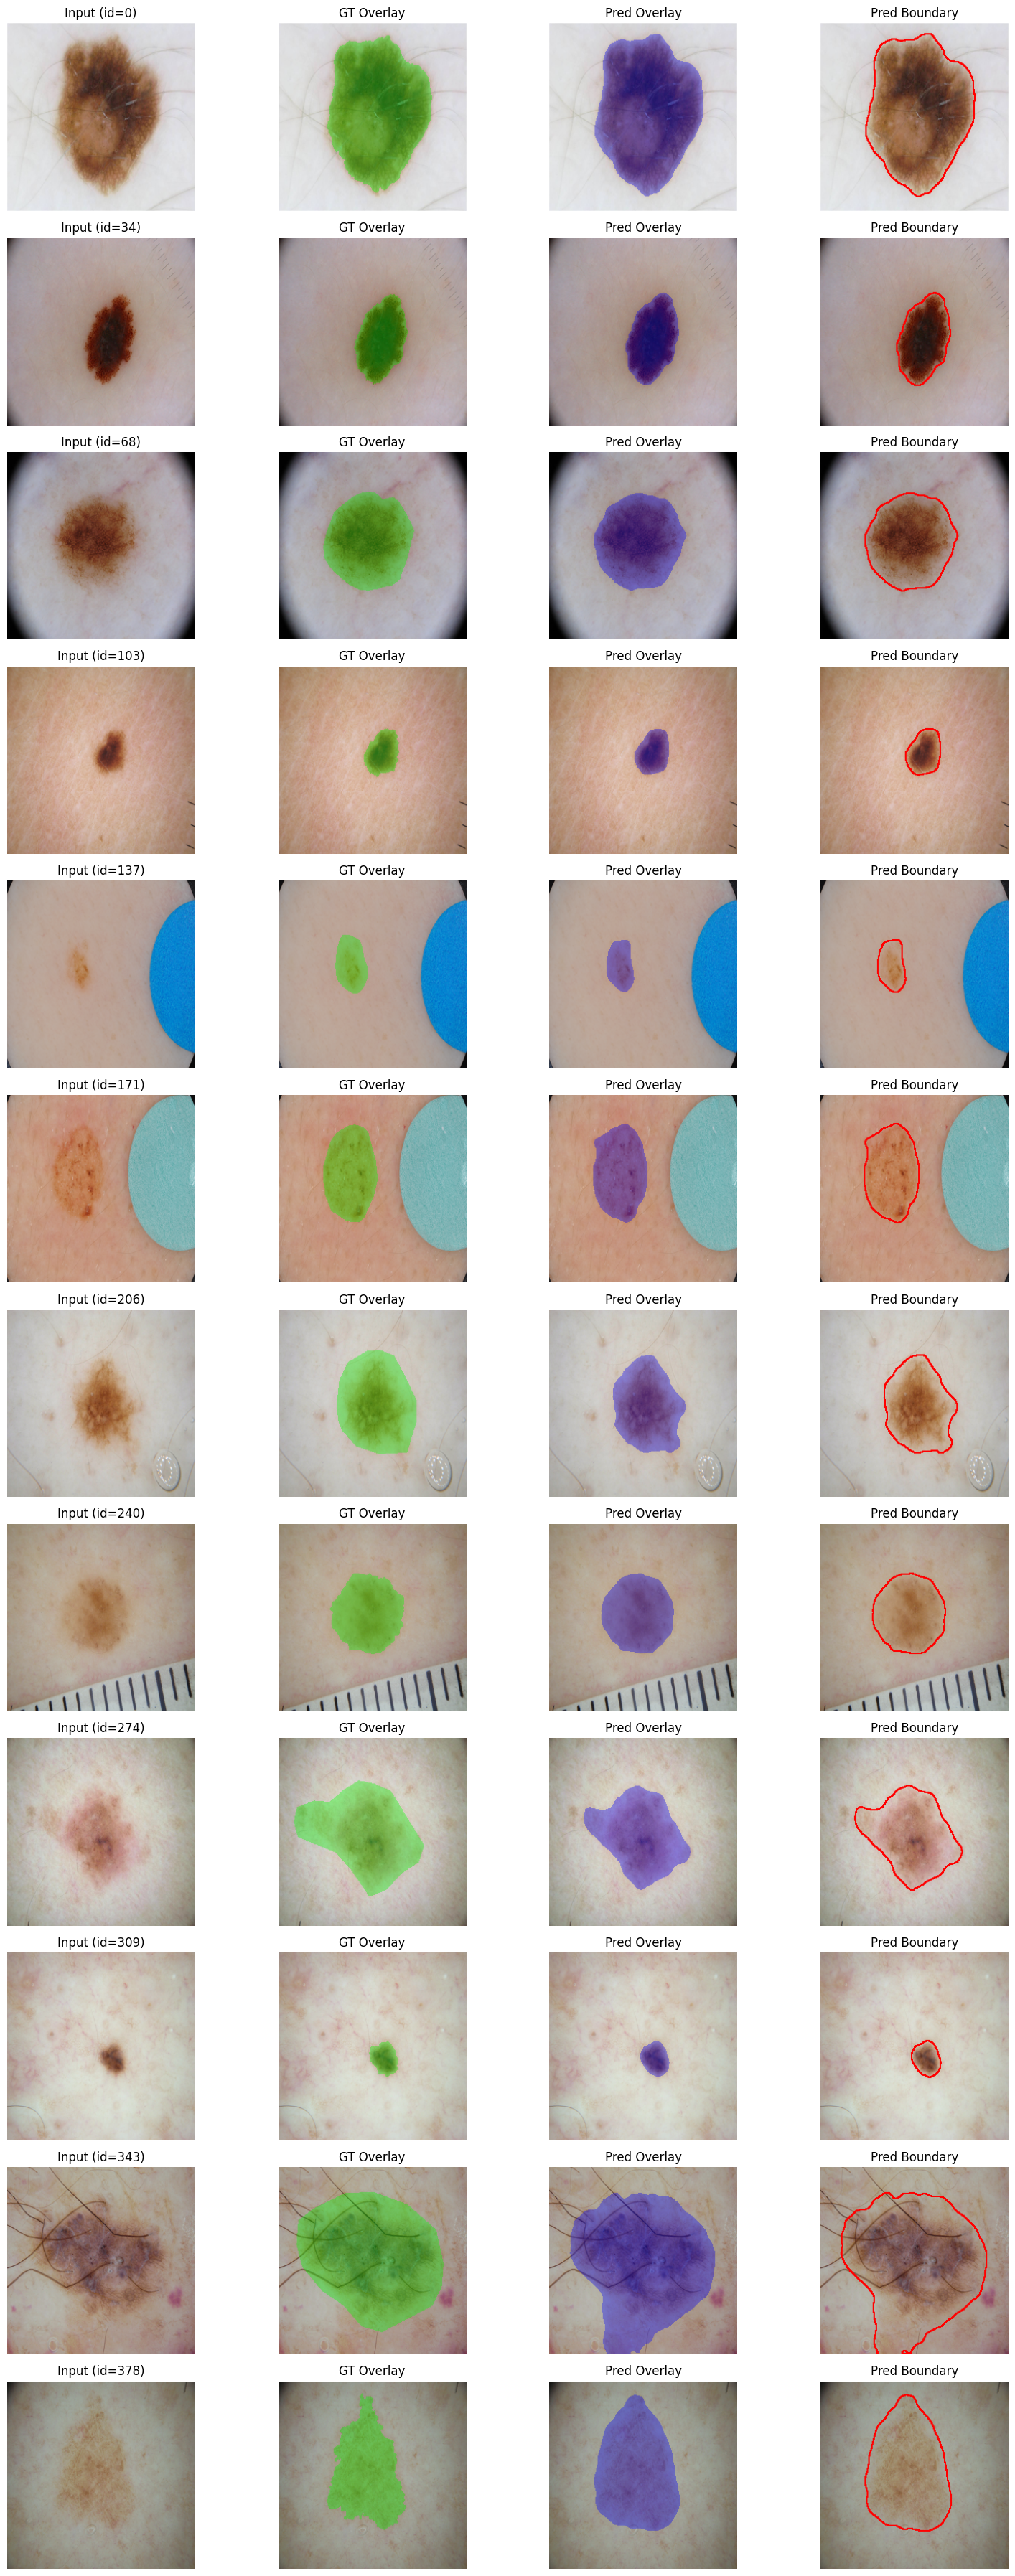 Input (id=0) GT Overlay Pred Overlay Pred Boundary
Input (id=34) GT Overlay Pred Overlay Pred Boundary
Input (id=68) GT Overlay Pred Overlay Pred Boundary
Input (id=103) GT Overlay Pred Overlay Pred Boundary
Input (id=137) GT Overlay Pred Overlay Pred Boundary
Input (id=171) GT Overlay Pred Overlay Pred Boundary
Input (id=206) GT Overlay Pred Overlay Pred Boundary
Input (id=240) GT Overlay Pred Overlay Pred Boundary
Input (id=274) GT Overlay Pred Overlay Pred Boundary
Input (id=309) GT Overlay Pred Overlay Pred Boundary
Input (id=343) GT Overlay Pred Overlay Pred Boundary
Input (id=378) GT Overlay Pred Overlay Pred Boundary